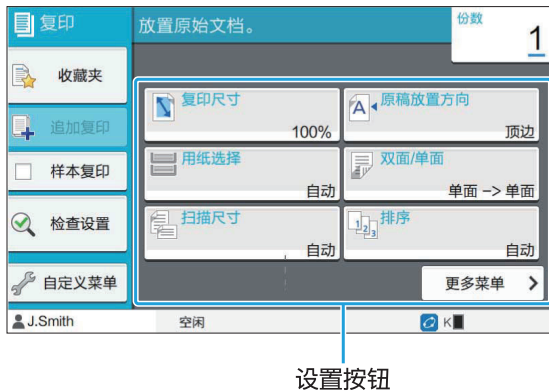 复印
放置原始文档。
份数
1
收藏夹
追加复印
样本复印
检查设置
自定义菜单
复印尺寸
100%
原稿放置方向
顶边
用纸选择
自动
双面/单面
单面 -> 单面
扫描尺寸
自动
排序
自动
更多菜单
J.Smith
空闲
K
设置按钮